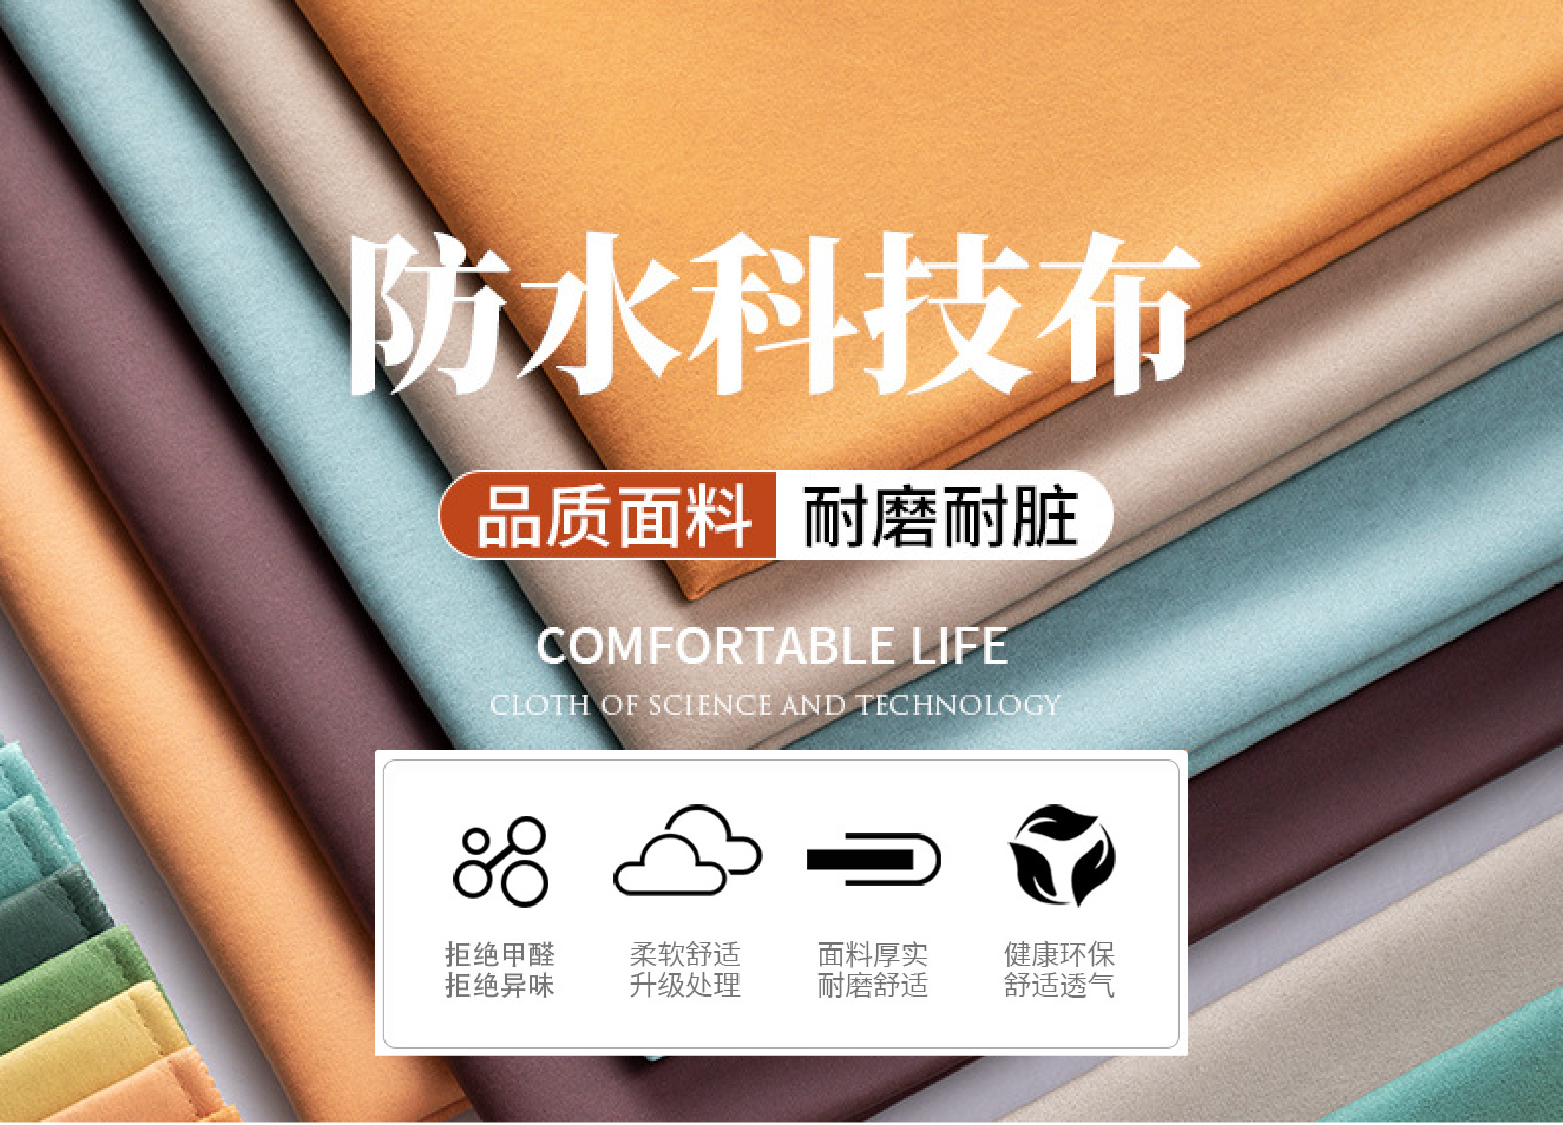 防水科技布
品质面料 耐磨耐脏
COMFORTABLE LIFE
CLOTH OF SCIENCE AND TECHNOLOGY
拒绝甲醛
拒绝异味
柔软舒适
升级处理
面料厚实
耐磨舒适
健康环保
舒适透气